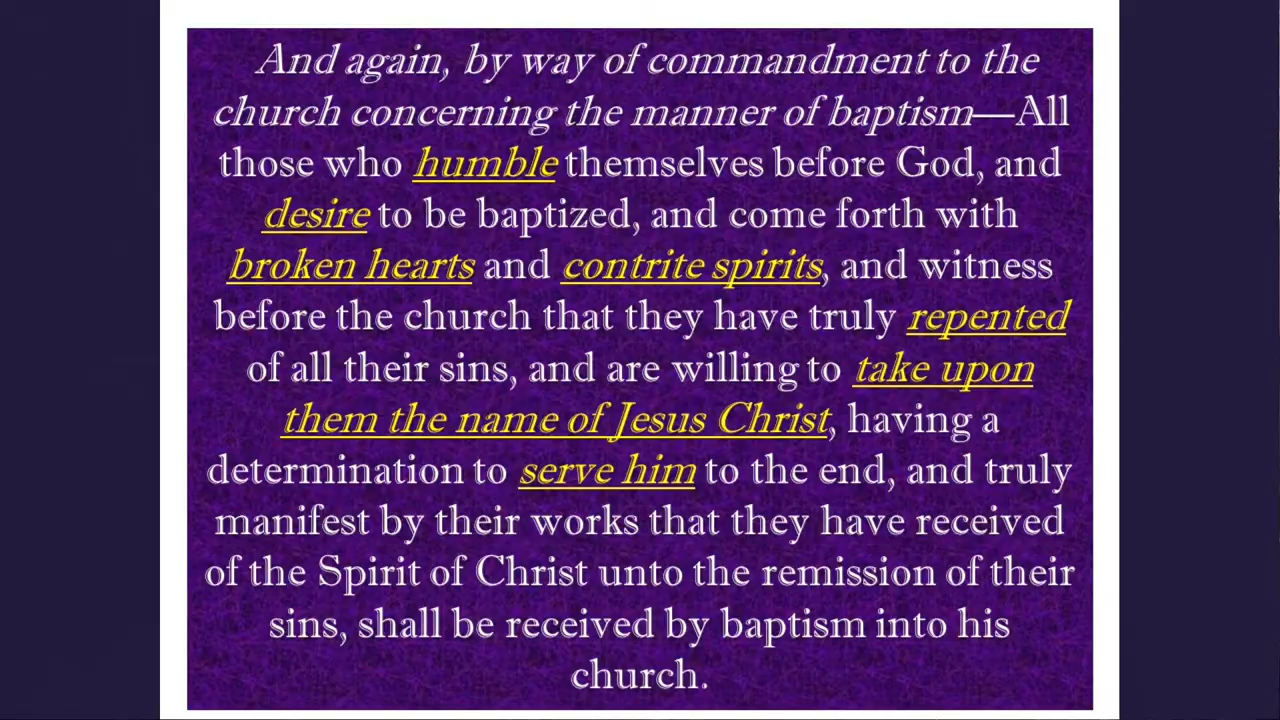 And again, by way of commandment to the
church concerning the manner of baptism—All
those who humble themselves before God, and
desire to be baptized, and come forth with
broken hearts and contrite spirits, and witness
before the church that they have truly repented
of all their sins, and are willing to take upon
them the name of Jesus Christ, having a
determination to serve him to the end, and truly
manifest by their works that they have received
of the Spirit of Christ unto the remission of their
sins, shall be received by baptism into his
church.